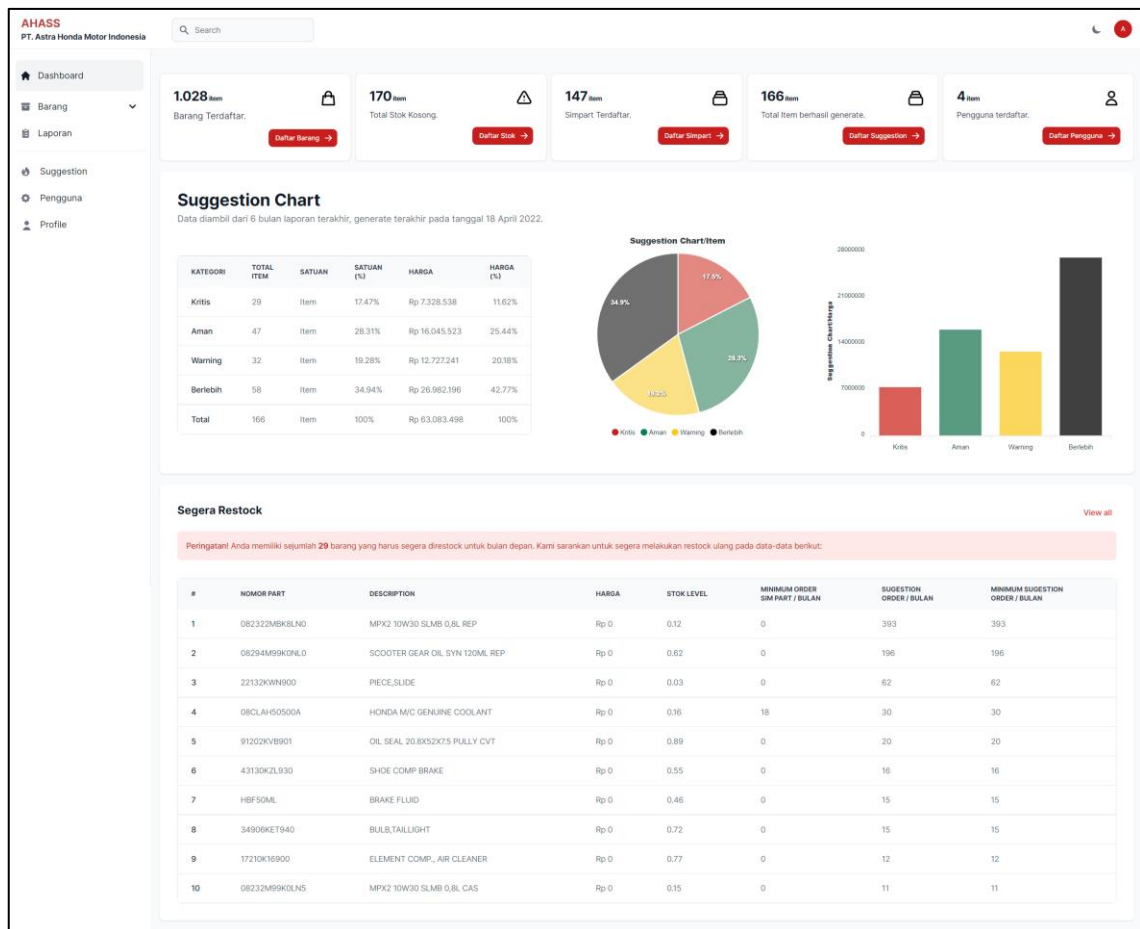 AHASS
PT. Astra Honda Motor Indonesia
Search
A
Dashboard
Barang
Laporan
Suggestion
Pengguna
Profile
1.028 item
Barang Terdaftar.
Daftar Barang →
170 item
Total Stok Kosong.
Daftar Stok →
147 item
Simpart Terdaftar.
Daftar Simpart →
166 item
Total Item berhasil generate.
Daftar Suggestion →
4 item
Pengguna terdaftar.
Daftar Pengguna →
Suggestion Chart
Data diambil dari 6 bulan laporan terakhir, generate terakhir pada tanggal 18 April 2022.
KATEGORI TOTAL ITEM SATUAN SATUAN (%) HARGA HARGA (%)
Kritis 29 Item 17.47% Rp 7.328.538 11.62%
Aman 47 Item 28.31% Rp 16.045.523 25.44%
Warning 32 Item 19.28% Rp 12.727.241 20.18%
Berlebih 58 Item 34.94% Rp 26.982.196 42.77%
Total 166 Item 100% Rp 63.083.498 100%
Suggestion Chart/Item
17.5%
34.9%
28.3%
19.3%
Kritis Aman Warning Berlebih
Suggestion Chart/Harga
28000000
21000000
14000000
7000000
0
Kritis Aman Warning Berlebih
Segera Restock
View all
Peringatan! Anda memiliki sejumlah 29 barang yang harus segera direstock untuk bulan depan. Kami sarankan untuk segera melakukan restock ulang pada data-data berikut:
# NOMOR PART DESCRIPTION HARGA STOK LEVEL MINIMUM ORDER SIM PART / BULAN SUGESTION ORDER / BULAN MINIMUM SUGESTION ORDER / BULAN
1 082322MBK8LN0 MPX2 10W30 SLMB 0,8L REP Rp 0 0.12 0 393 393
2 08294M99K0NL0 SCOOTER GEAR OIL SYN 120ML REP Rp 0 0.62 0 196 196
3 22132KWN900 PIECE,SLIDE Rp 0 0.03 0 62 62
4 08CLAH50500A HONDA M/C GENUINE COOLANT Rp 0 0.16 18 30 30
5 91202KVB901 OIL SEAL 20.8X52X7.5 PULLY CVT Rp 0 0.89 0 20 20
6 43130KZL930 SHOE COMP BRAKE Rp 0 0.55 0 16 16
7 HBF50ML BRAKE FLUID Rp 0 0.46 0 15 15
8 34906KET940 BULB,TAILLIGHT Rp 0 0.72 0 15 15
9 17210K16900 ELEMENT COMP., AIR CLEANER Rp 0 0.77 0 12 12
10 08232M99K0LN5 MPX2 10W30 SLMB 0,8L CAS Rp 0 0.15 0 11 11